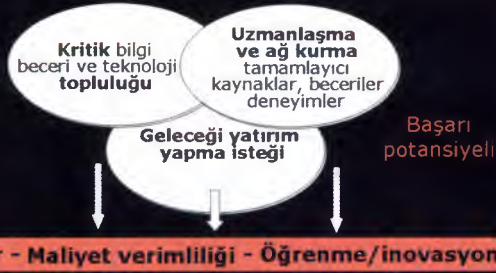 Kritik bilgi
beceri ve teknoloji
topluluğu
Uzmanlaşma
ve ağ kurma
tamamlayıcı
kaynaklar, beceriler
deneyimler
Geleceği yatırım
yapma isteği
Başarı
potansiyeli
- Maliyet verimliliği - Öğrenme/inovasyon